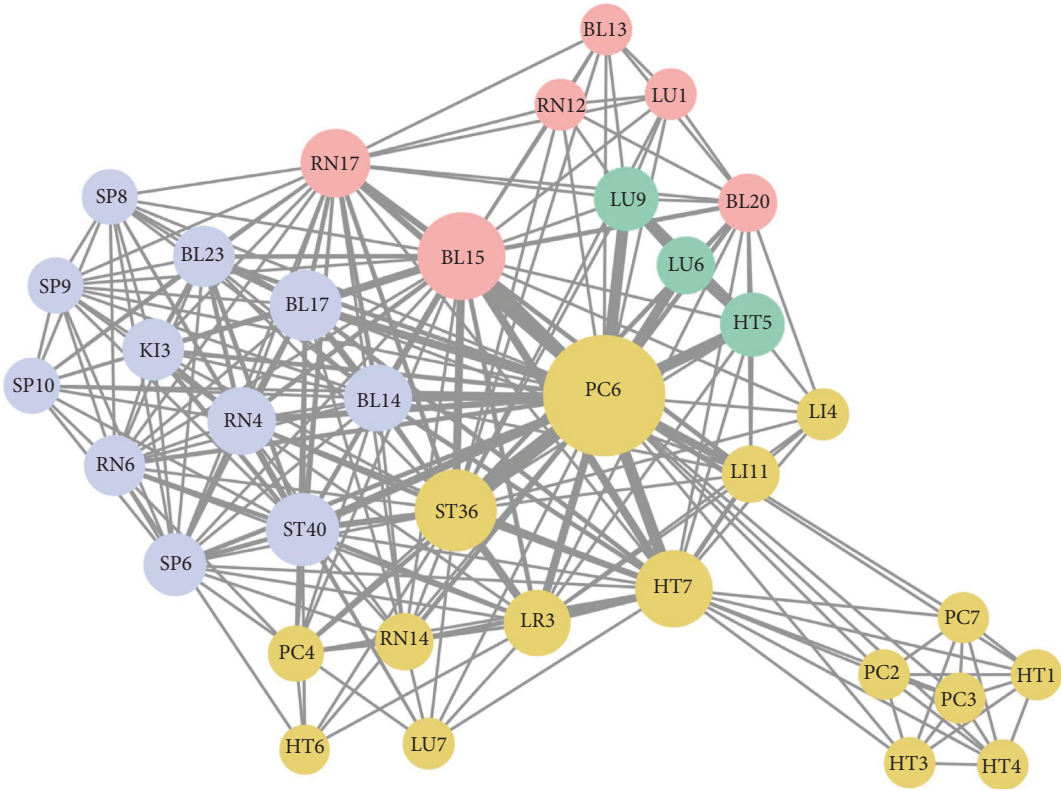 BL13
RN12
LU1
RN17
SP8
LU9
BL20
BL23
BL15
LU6
SP9
BL17
HT5
KI3
SP10
BL14
PC6
RN4
LI4
RN6
LI11
ST36
ST40
SP6
HT7
LR3
PC7
RN14
PC4
PC2
HT1
PC3
HT6
LU7
HT3
HT4